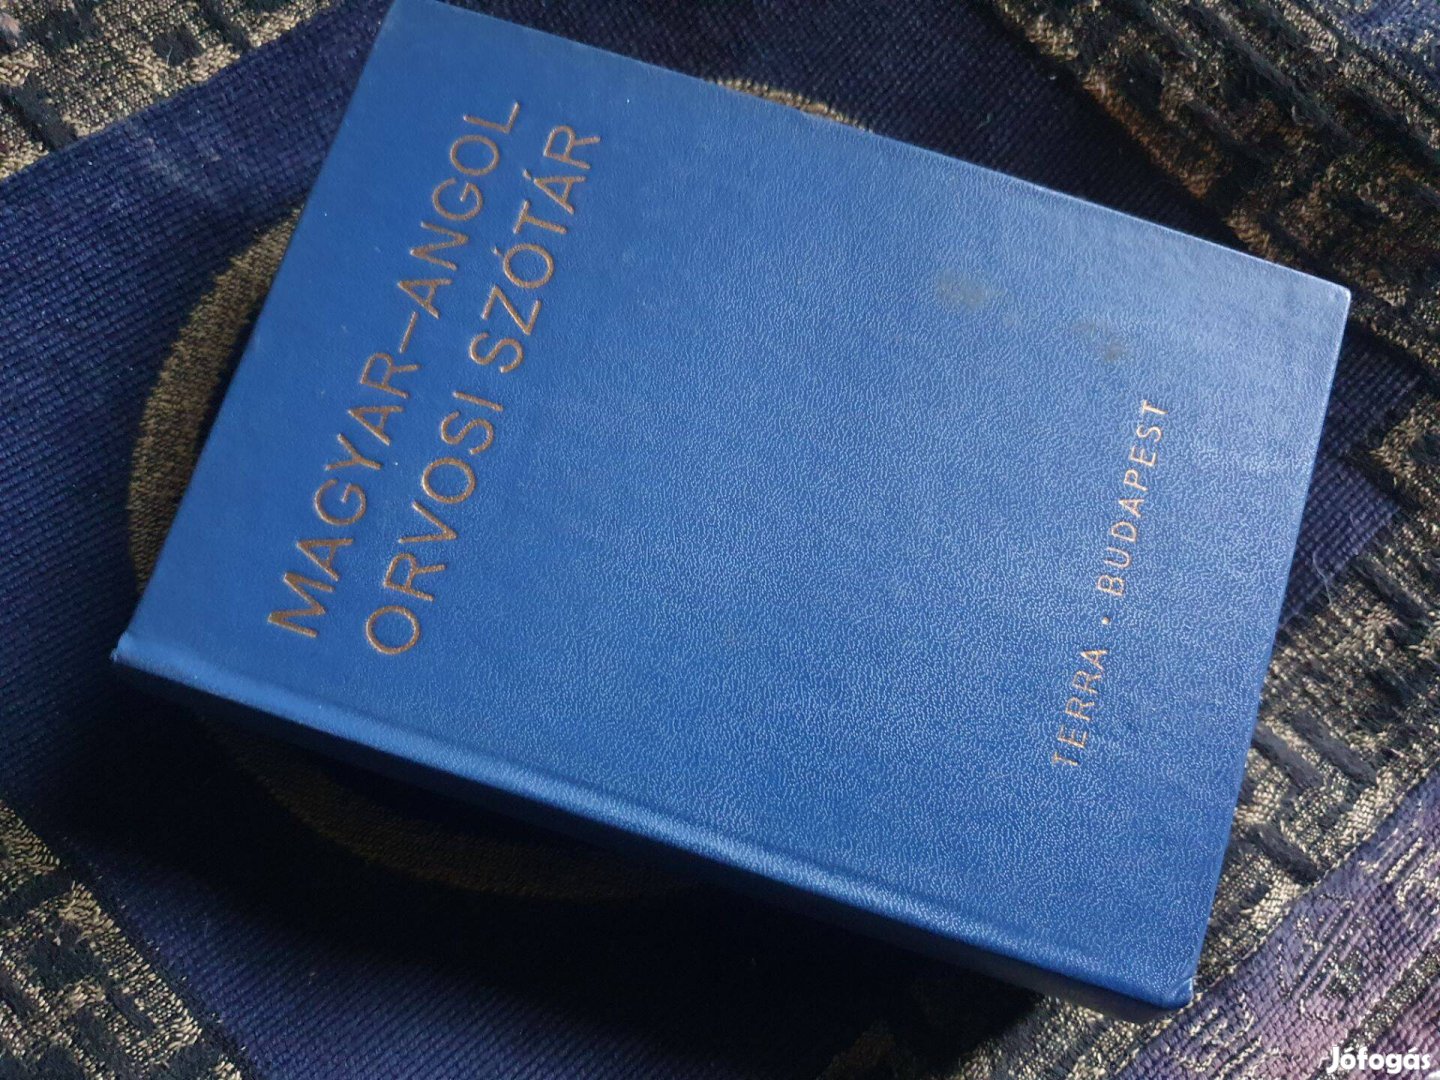 MAGYAR–ANGOL
ORVOSI SZÓTÁR
TERRA · BUDAPEST
Jófogás